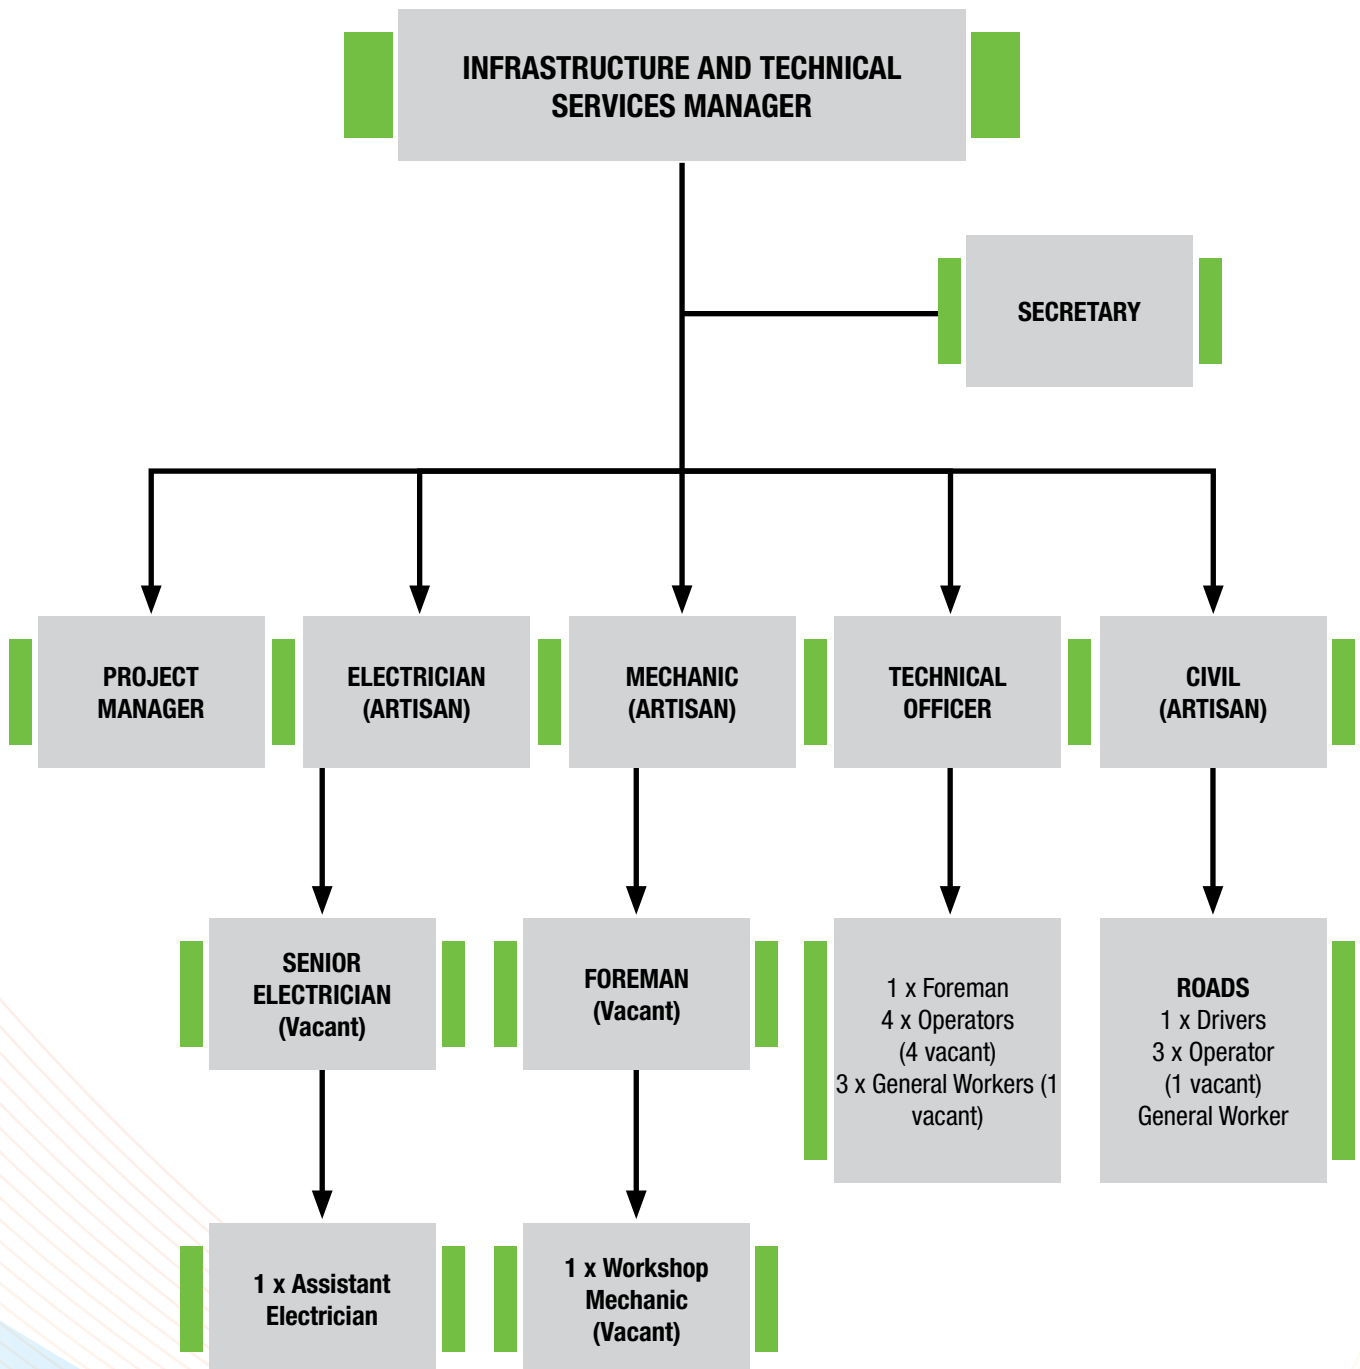 INFRASTRUCTURE AND TECHNICAL
SERVICES MANAGER
SECRETARY
PROJECT
MANAGER
ELECTRICIAN
(ARTISAN)
MECHANIC
(ARTISAN)
TECHNICAL
OFFICER
CIVIL
(ARTISAN)
SENIOR
ELECTRICIAN
(Vacant)
FOREMAN
(Vacant)
1 x Foreman
4 x Operators
(4 vacant)
3 x General Workers (1
vacant)
ROADS
1 x Drivers
3 x Operator
(1 vacant)
General Worker
1 x Assistant
Electrician
1 x Workshop
Mechanic
(Vacant)